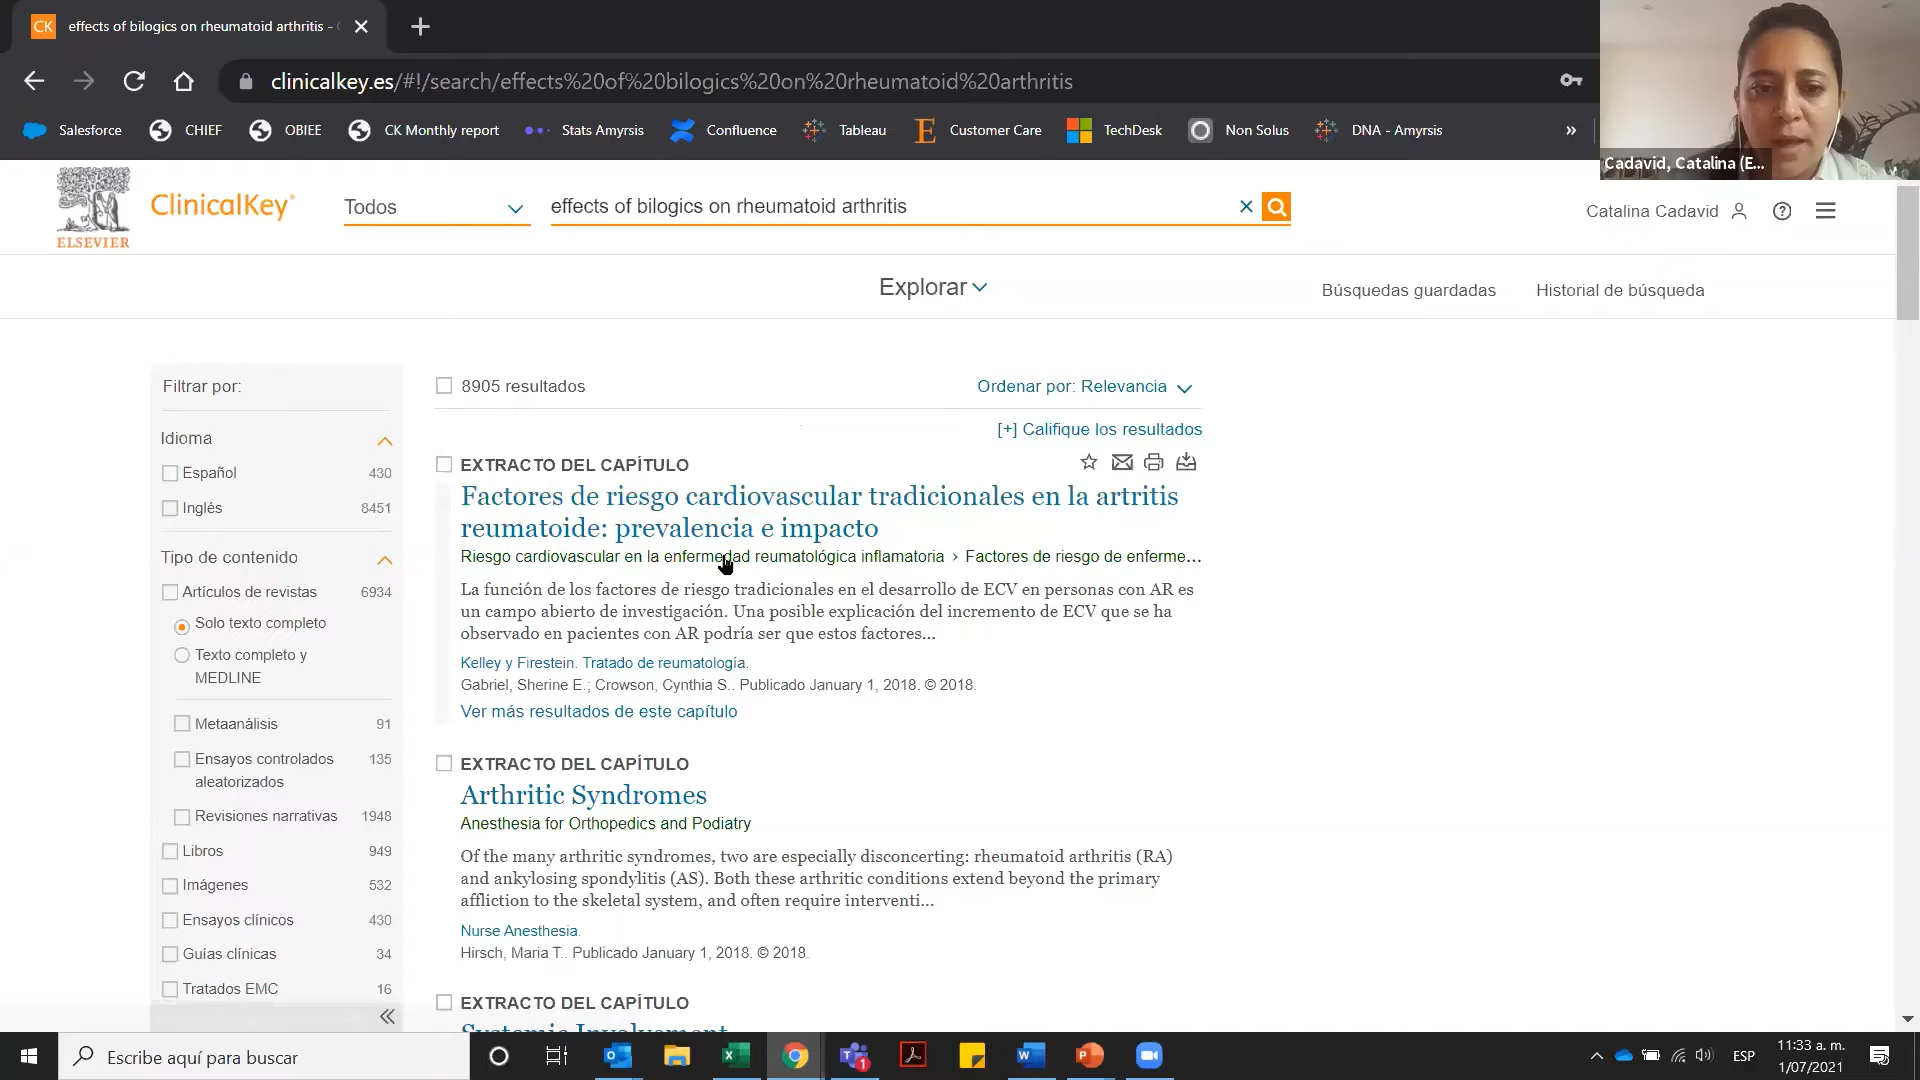 CK effects of bilogics on rheumatoid arthritis -
clinicalkey.es/#!/search/effects%20of%20bilogics%20on%20rheumatoid%20arthritis
Salesforce CHIEF OBIEE CK Monthly report Stats Amyrsis Confluence Tableau Customer Care TechDesk Non Solus DNA - Amyrsis »
Cadavid, Catalina (E...
ELSEVIER
ClinicalKey®
Todos
effects of bilogics on rheumatoid arthritis
Catalina Cadavid
Explorar
Búsquedas guardadas
Historial de búsqueda
Filtrar por:
Idioma
Español 430
Inglés 8451
Tipo de contenido
Artículos de revistas 6934
Solo texto completo
Texto completo y
MEDLINE
Metaanálisis 91
Ensayos controlados 135
aleatorizados
Revisiones narrativas 1948
Libros 949
Imágenes 532
Ensayos clínicos 430
Guías clínicas 34
Tratados EMC 16
8905 resultados
Ordenar por: Relevancia
[+] Califique los resultados
EXTRACTO DEL CAPÍTULO
Factores de riesgo cardiovascular tradicionales en la artritis
reumatoide: prevalencia e impacto
Riesgo cardiovascular en la enfermedad reumatológica inflamatoria › Factores de riesgo de enferme...
La función de los factores de riesgo tradicionales en el desarrollo de ECV en personas con AR es
un campo abierto de investigación. Una posible explicación del incremento de ECV que se ha
observado en pacientes con AR podría ser que estos factores...
Kelley y Firestein. Tratado de reumatología.
Gabriel, Sherine E.; Crowson, Cynthia S.. Publicado January 1, 2018. © 2018.
Ver más resultados de este capítulo
EXTRACTO DEL CAPÍTULO
Arthritic Syndromes
Anesthesia for Orthopedics and Podiatry
Of the many arthritic syndromes, two are especially disconcerting: rheumatoid arthritis (RA)
and ankylosing spondylitis (AS). Both these arthritic conditions extend beyond the primary
affliction to the skeletal system, and often require interventi...
Nurse Anesthesia.
Hirsch, Maria T.. Publicado January 1, 2018. © 2018.
EXTRACTO DEL CAPÍTULO
Systemic Involvement
Escribe aquí para buscar
ESP
11:33 a. m.
1/07/2021